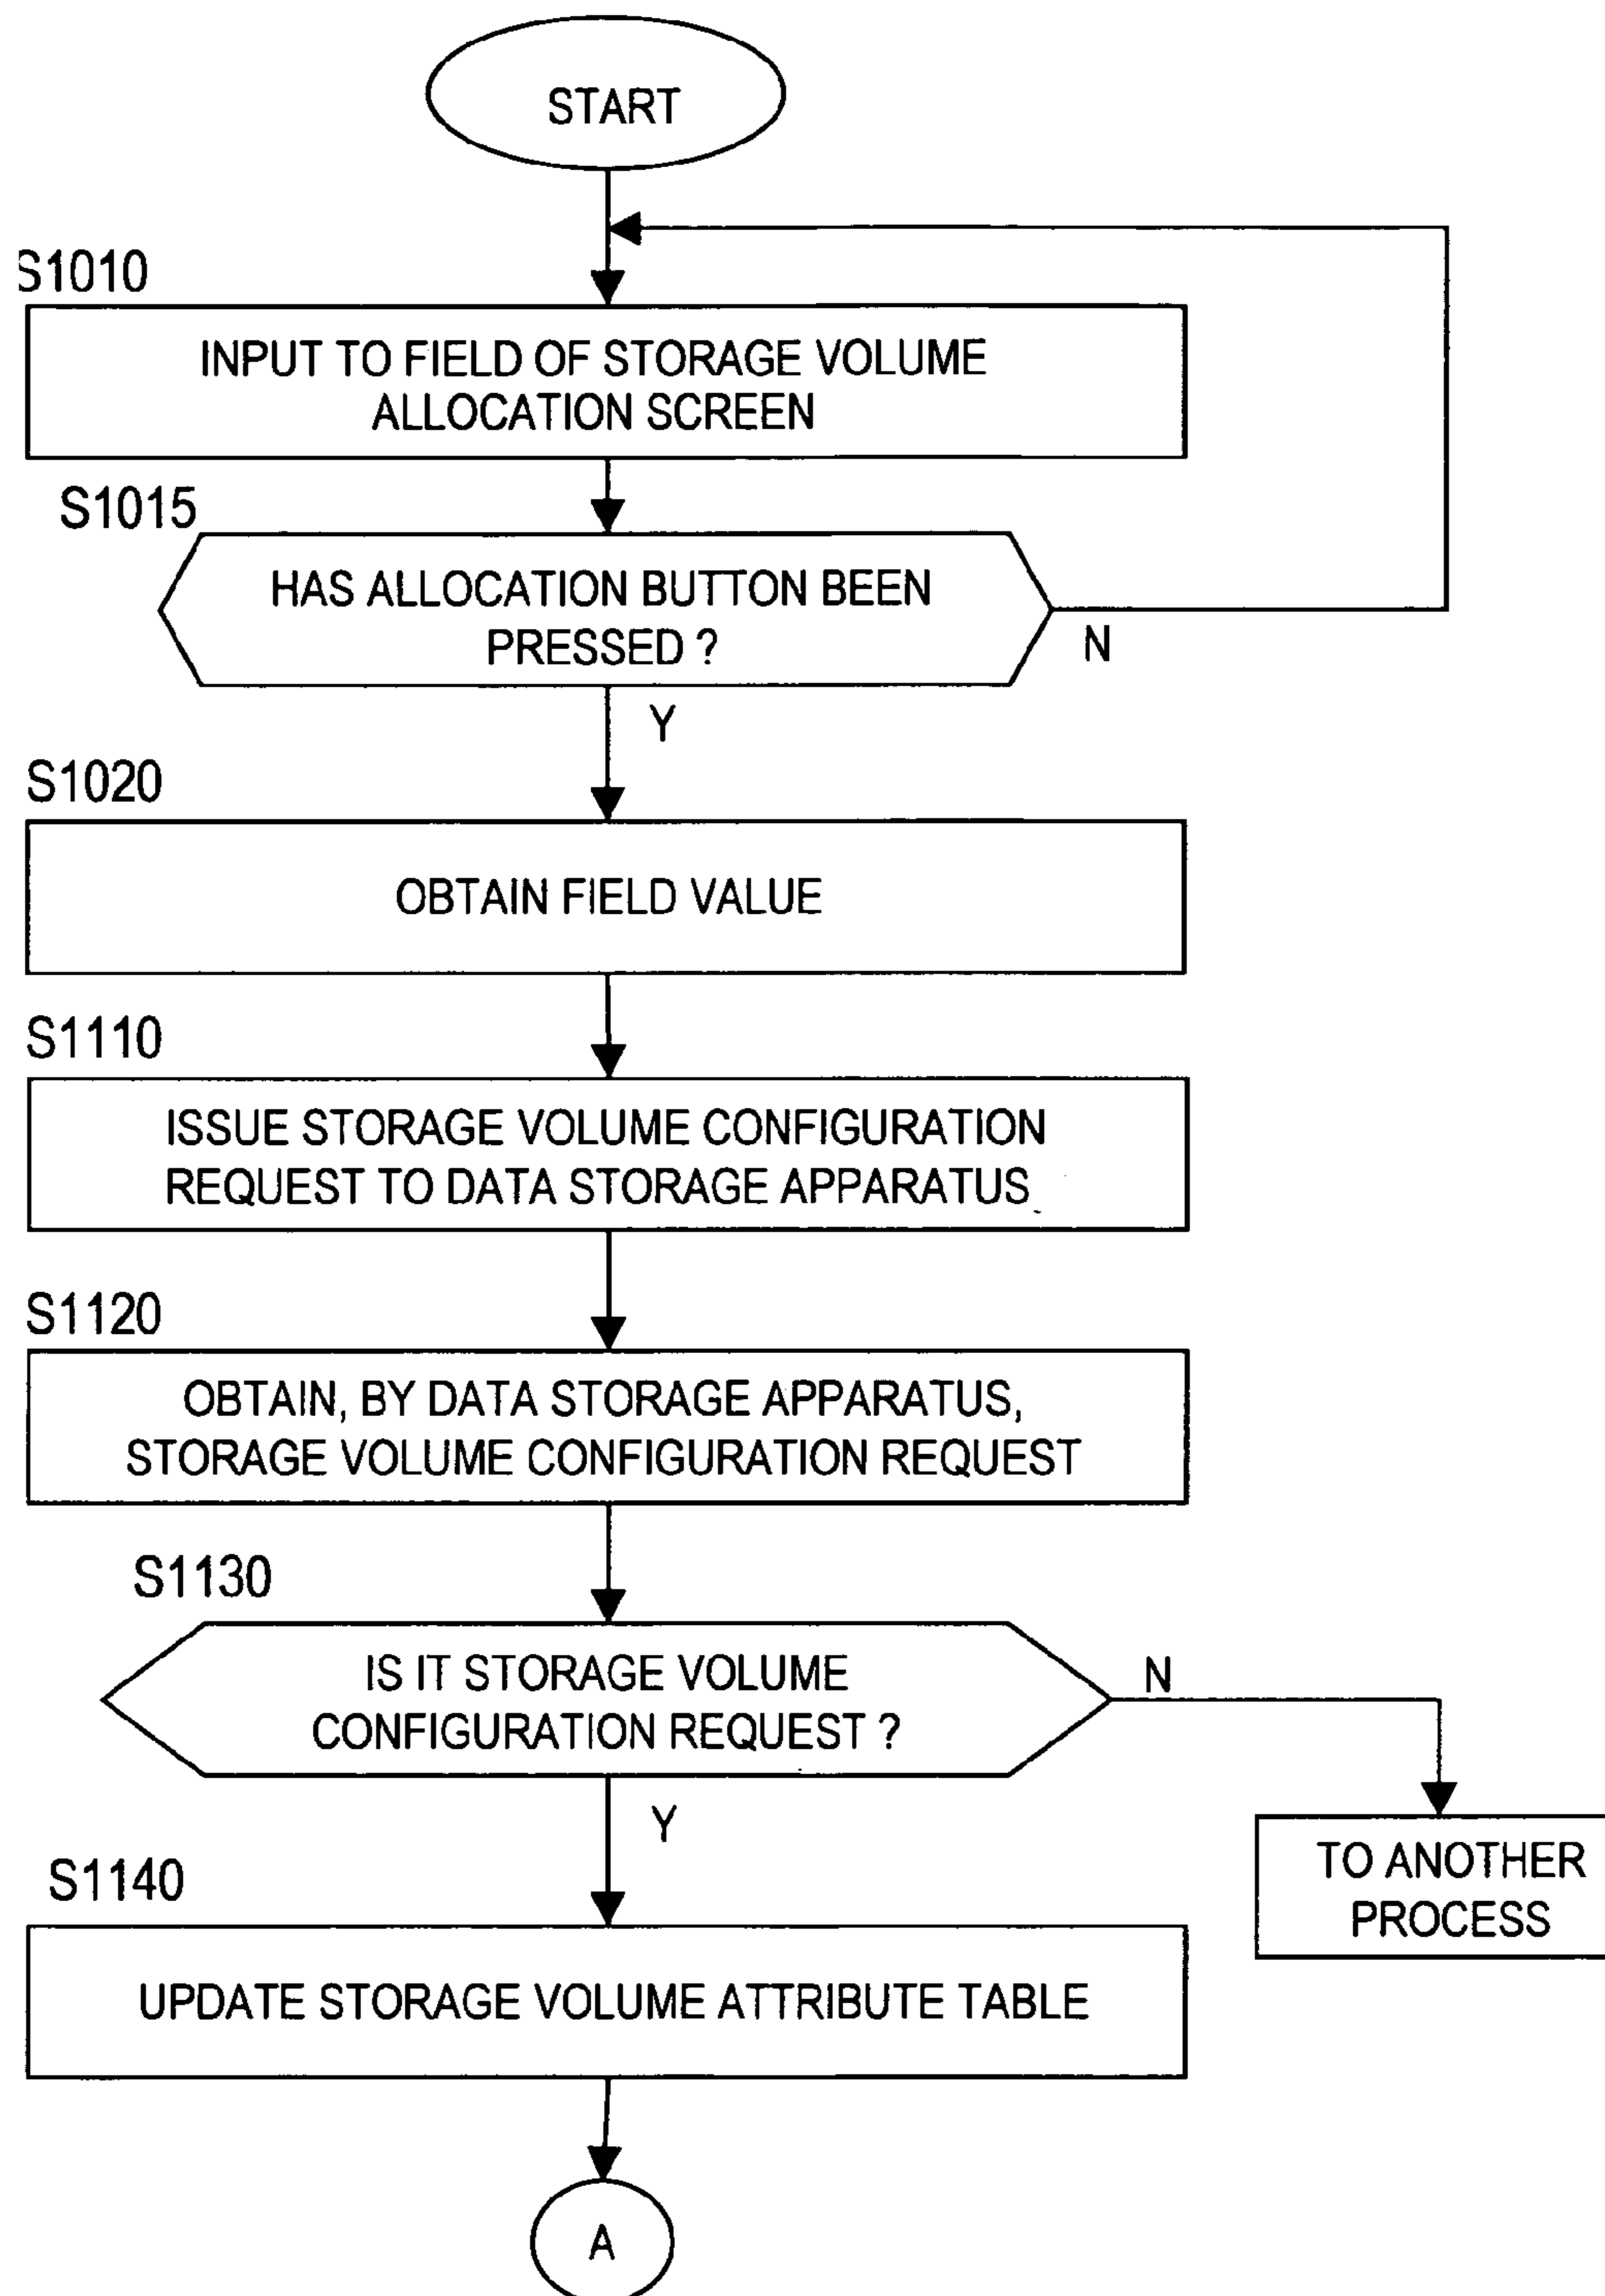 START
S1010
INPUT TO FIELD OF STORAGE VOLUME
ALLOCATION SCREEN
S1015
HAS ALLOCATION BUTTON BEEN
PRESSED ?
N
Y
S1020
OBTAIN FIELD VALUE
S1110
ISSUE STORAGE VOLUME CONFIGURATION
REQUEST TO DATA STORAGE APPARATUS
S1120
OBTAIN, BY DATA STORAGE APPARATUS,
STORAGE VOLUME CONFIGURATION REQUEST
S1130
IS IT STORAGE VOLUME
CONFIGURATION REQUEST ?
N
Y
TO ANOTHER
PROCESS
S1140
UPDATE STORAGE VOLUME ATTRIBUTE TABLE
A